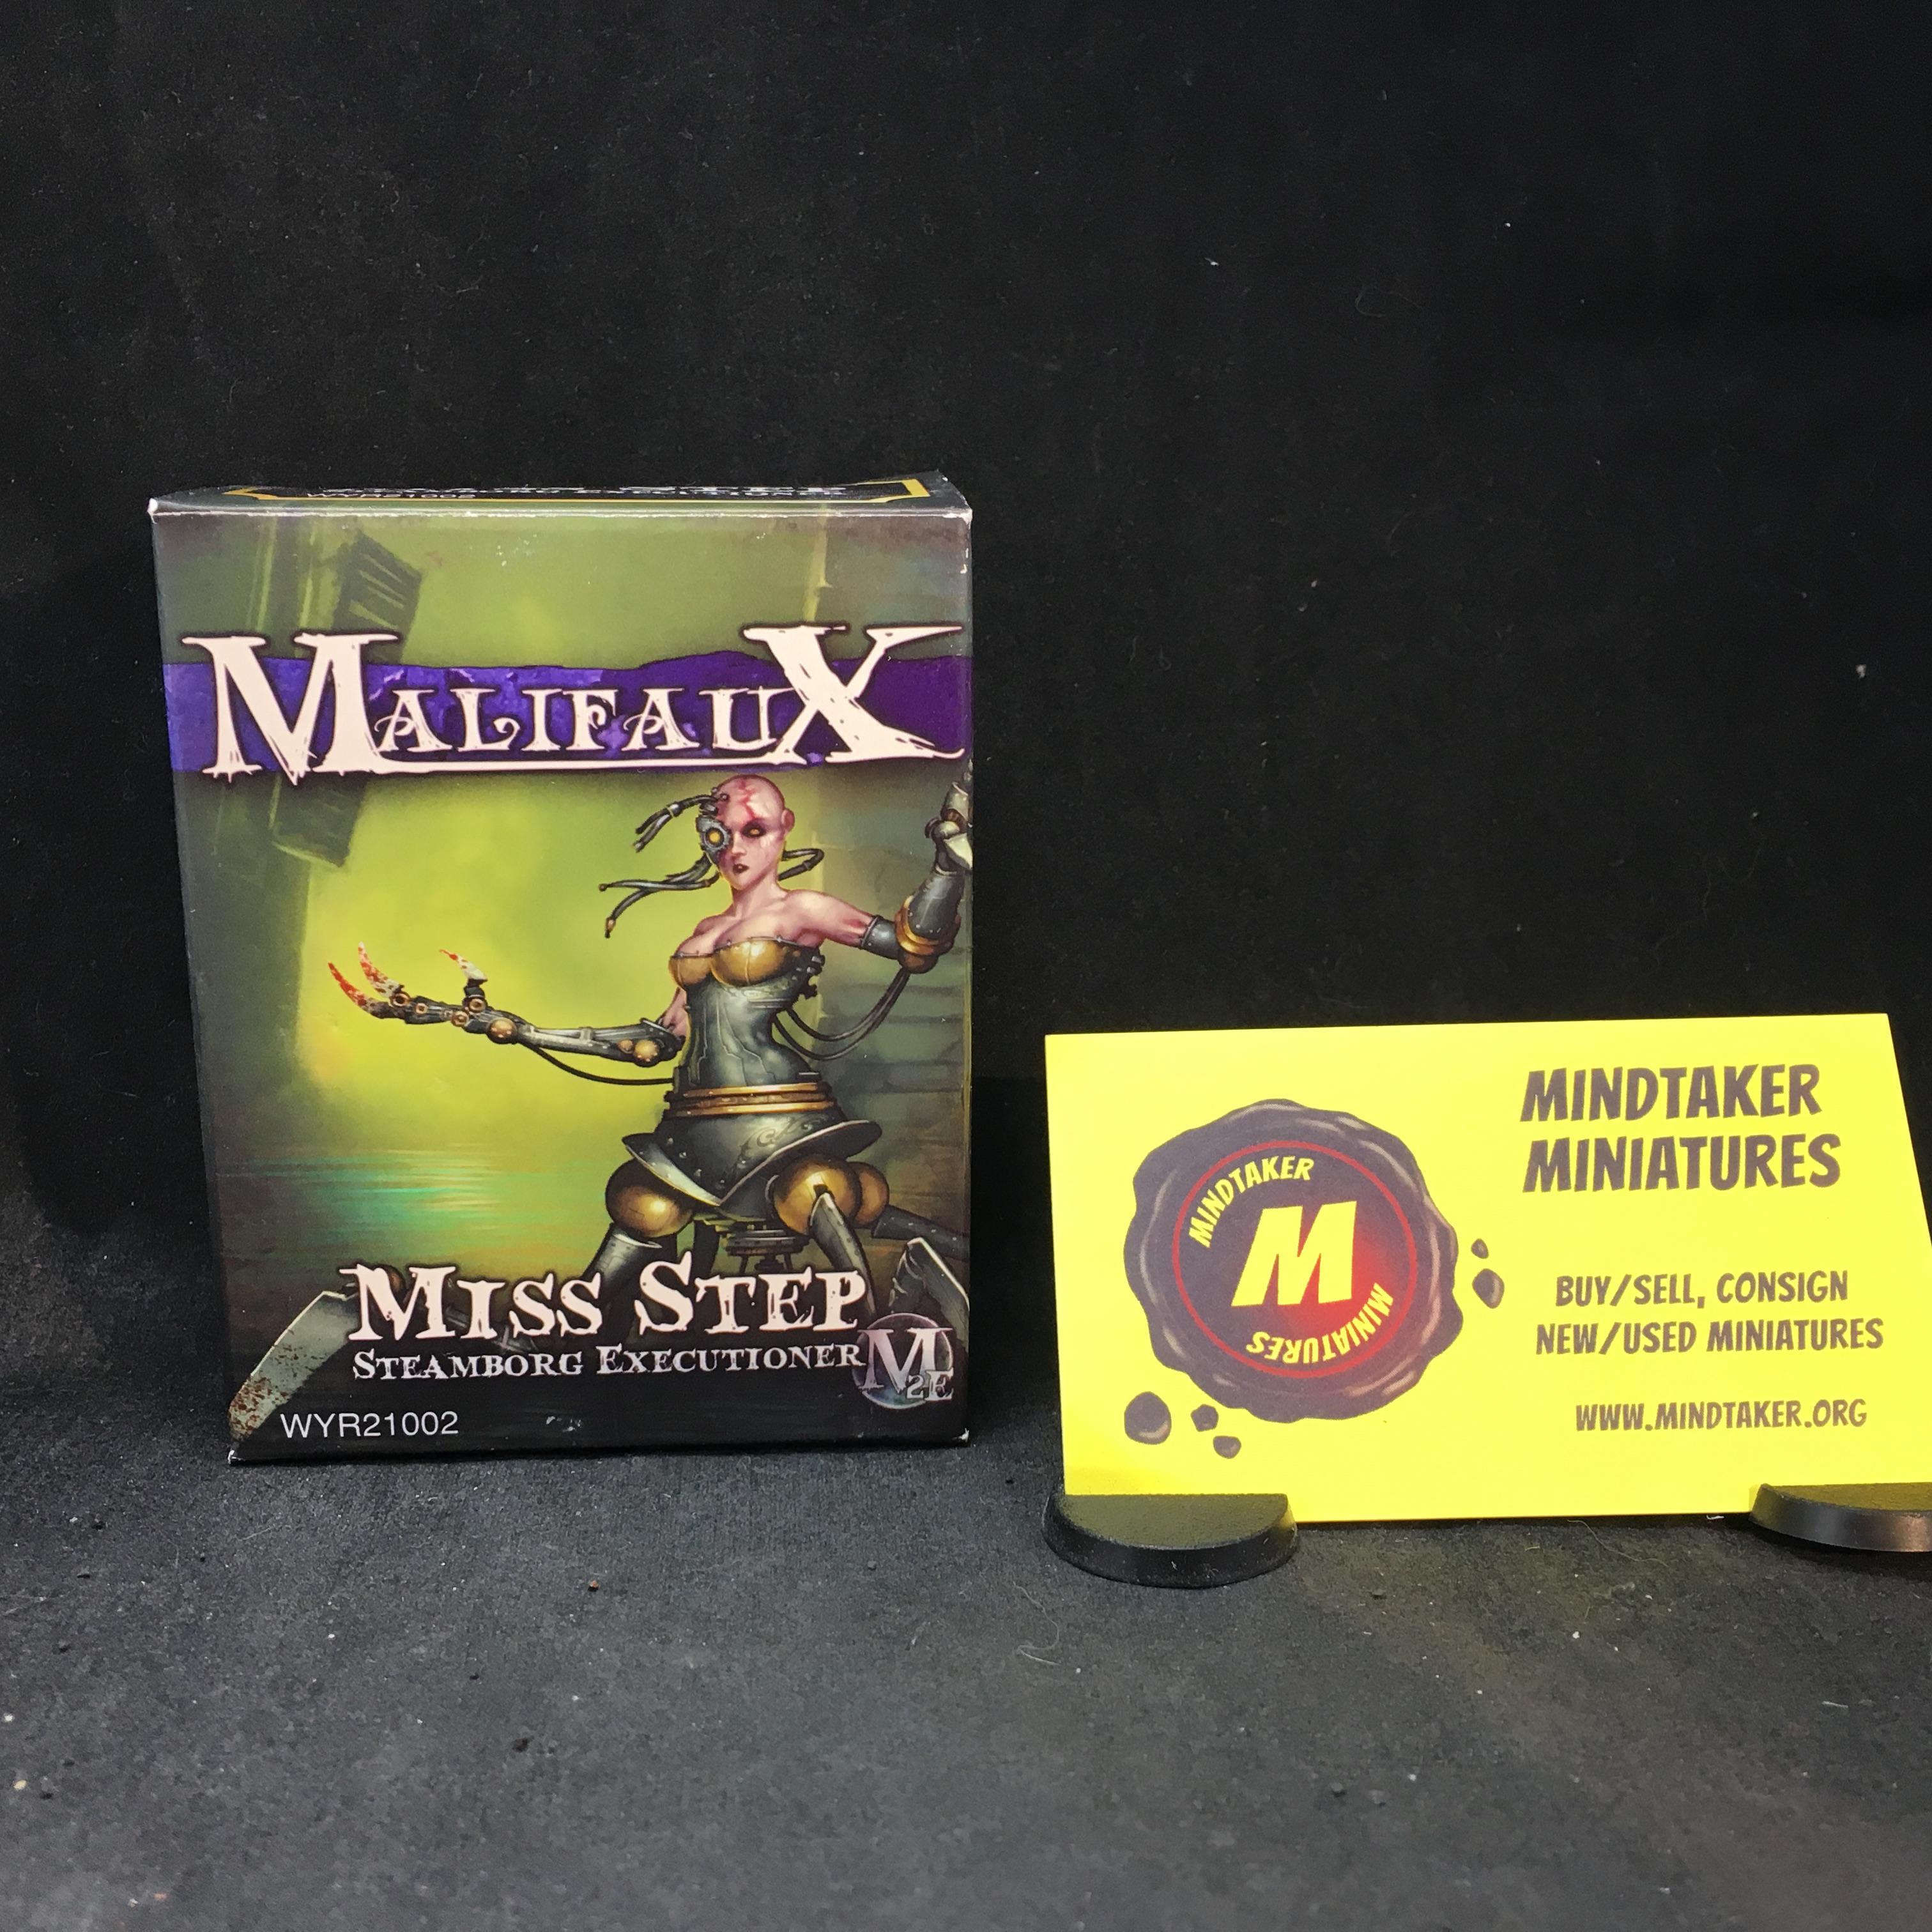 WYR21002
MALIFAUX
MISS STEP
STEAMBORG EXECUTIONER
M2E
WYR21002
MINDTAKER
MINIATURES
MINDTAKER
M
MINIATURES
BUY/SELL, CONSIGN
NEW/USED MINIATURES
WWW.MINDTAKER.ORG